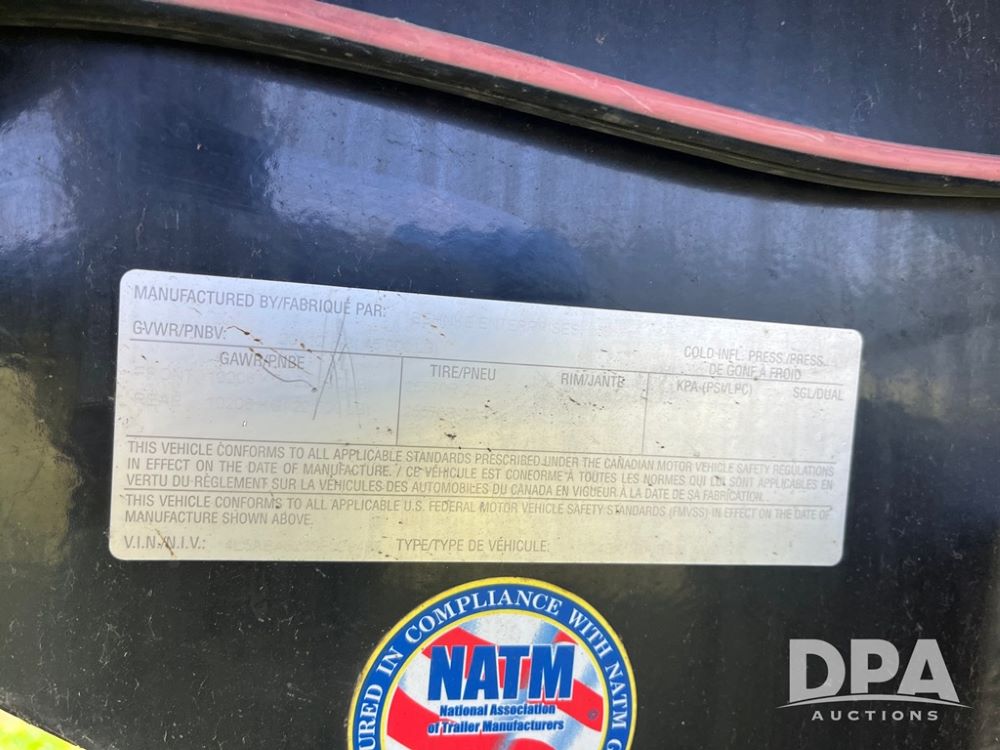 MANUFACTURED BY/FABRIQUÉ PAR:
GVWR/PNBV:
COLD-INFL. PRESS./PRESS.
DE GONF À FROID
GAWR/PNBE
TIRE/PNEU
RIM/JANTE
KPA (PSI/LPC)
SGL/DUAL
THIS VEHICLE CONFORMS TO ALL APPLICABLE STANDARDS PRESCRIBED UNDER THE CANADIAN MOTOR VEHICLE SAFETY REGULATIONS
IN EFFECT ON THE DATE OF MANUFACTURE. / CE VÉHICULE EST CONFORME À TOUTES LES NORMES QUI LUI SONT APPLICABLES EN
VERTU DU RÈGLEMENT SUR LA VÉHICULES DES AUTOMOBILES DU CANADA EN VIGUEUR À LA DATE DE SA FABRICATION.
THIS VEHICLE CONFORMS TO ALL APPLICABLE U.S. FEDERAL MOTOR VEHICLE SAFETY STANDARDS (FMVSS) IN EFFECT ON THE DATE OF
MANUFACTURE SHOWN ABOVE.
V.I.N./N.I.V.:
TYPE/TYPE DE VÉHICULE:
URED IN COMPLIANCE WITH NATM G
NATM
National Association
of Trailer Manufacturers
DPA
AUCTIONS